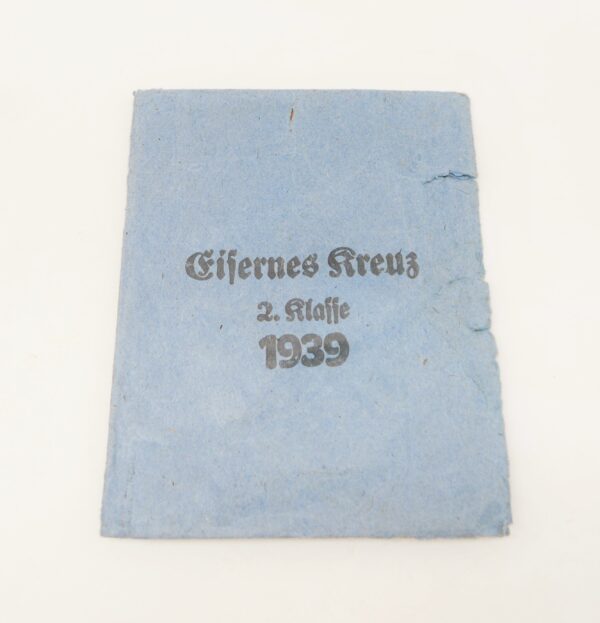 Eisernes Kreuz
2. Klasse
1939